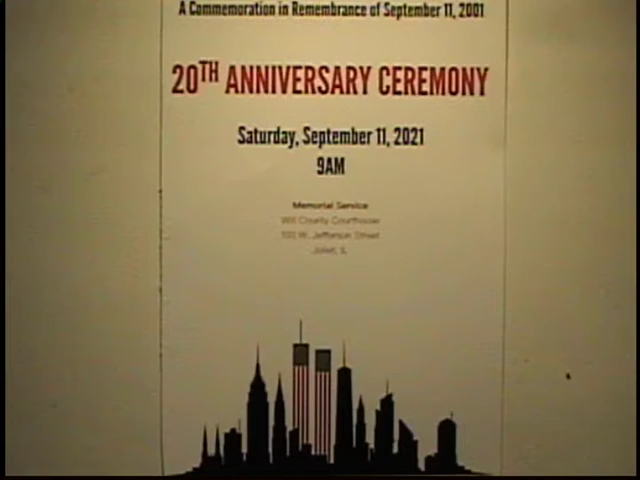 A Commemoration in Remembrance of September 11, 2001
20TH ANNIVERSARY CEREMONY
Saturday, September 11, 2021
9AM
Memorial Service
Will County Courthouse
W. Jefferson Street
Joliet, IL